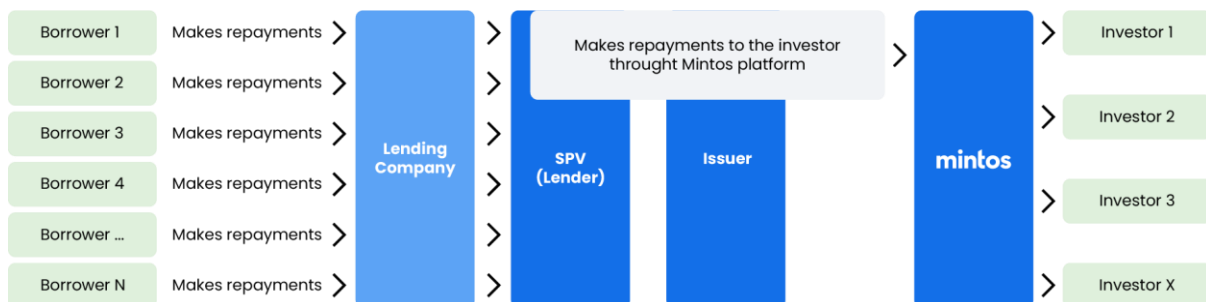 Borrower 1
Makes repayments
Borrower 2
Makes repayments
Borrower 3
Makes repayments
Borrower 4
Makes repayments
Borrower ...
Makes repayments
Borrower N
Makes repayments
Lending
Company
SPV
(Lender)
Makes repayments to the investor
throught Mintos platform
Issuer
mintos
Investor 1
Investor 2
Investor 3
Investor X